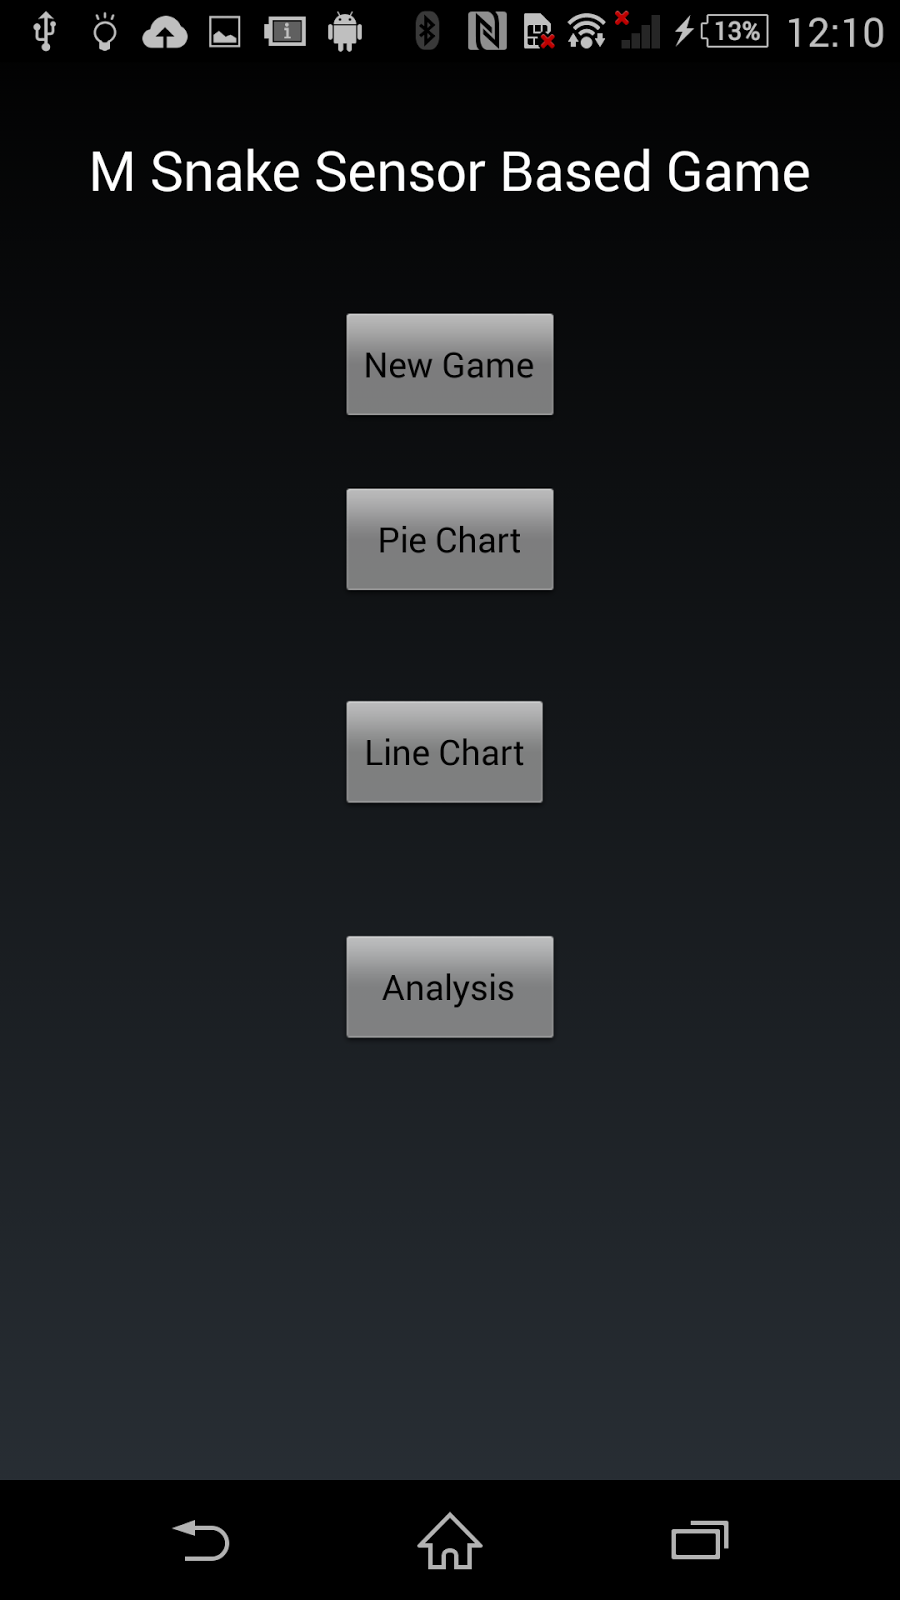 13% 12:10
M Snake Sensor Based Game
New Game
Pie Chart
Line Chart
Analysis